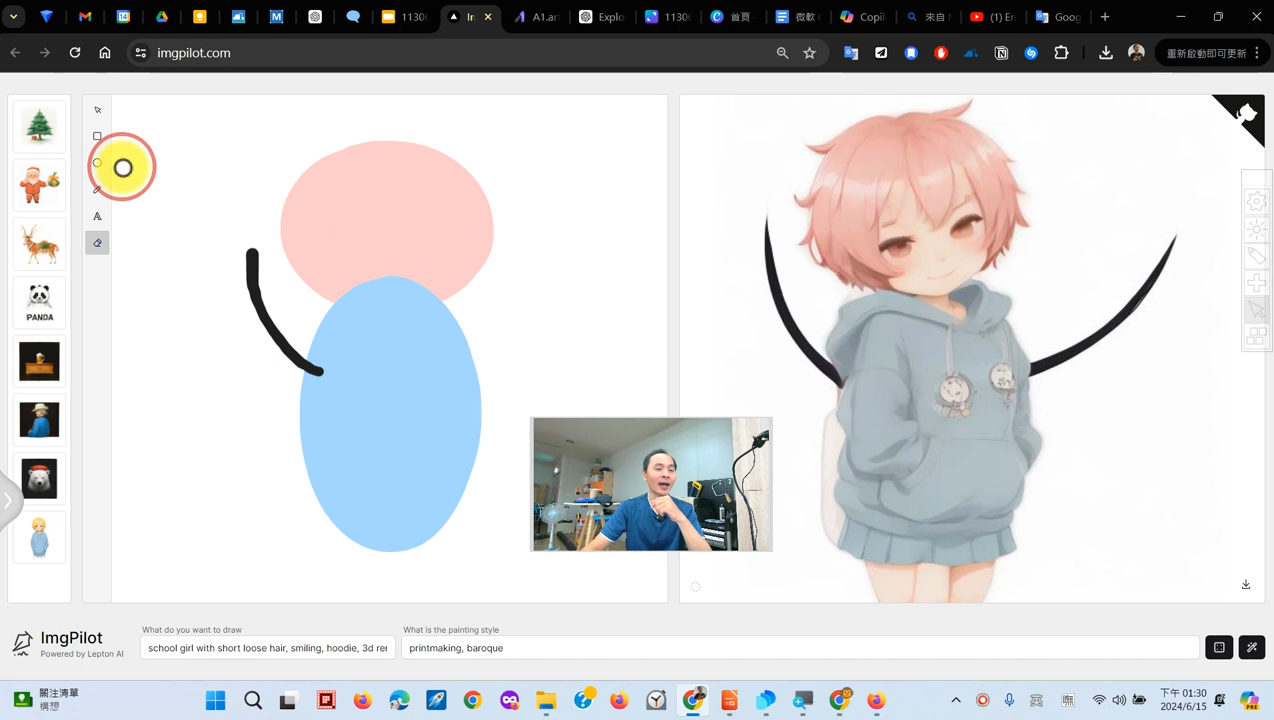 1130
Ir
A1.ar
Explo
1130
首頁
微軟
Copil
來自
(1) En
Goog
imgpilot.com
重新啟動即可更新
PANDA
ImgPilot
Powered by Lepton AI
What do you want to draw
school girl with short loose hair, smiling, hoodie, 3d rer
What is the painting style
printmaking, baroque
關注清單
構想
下午 01:30
2024/6/15